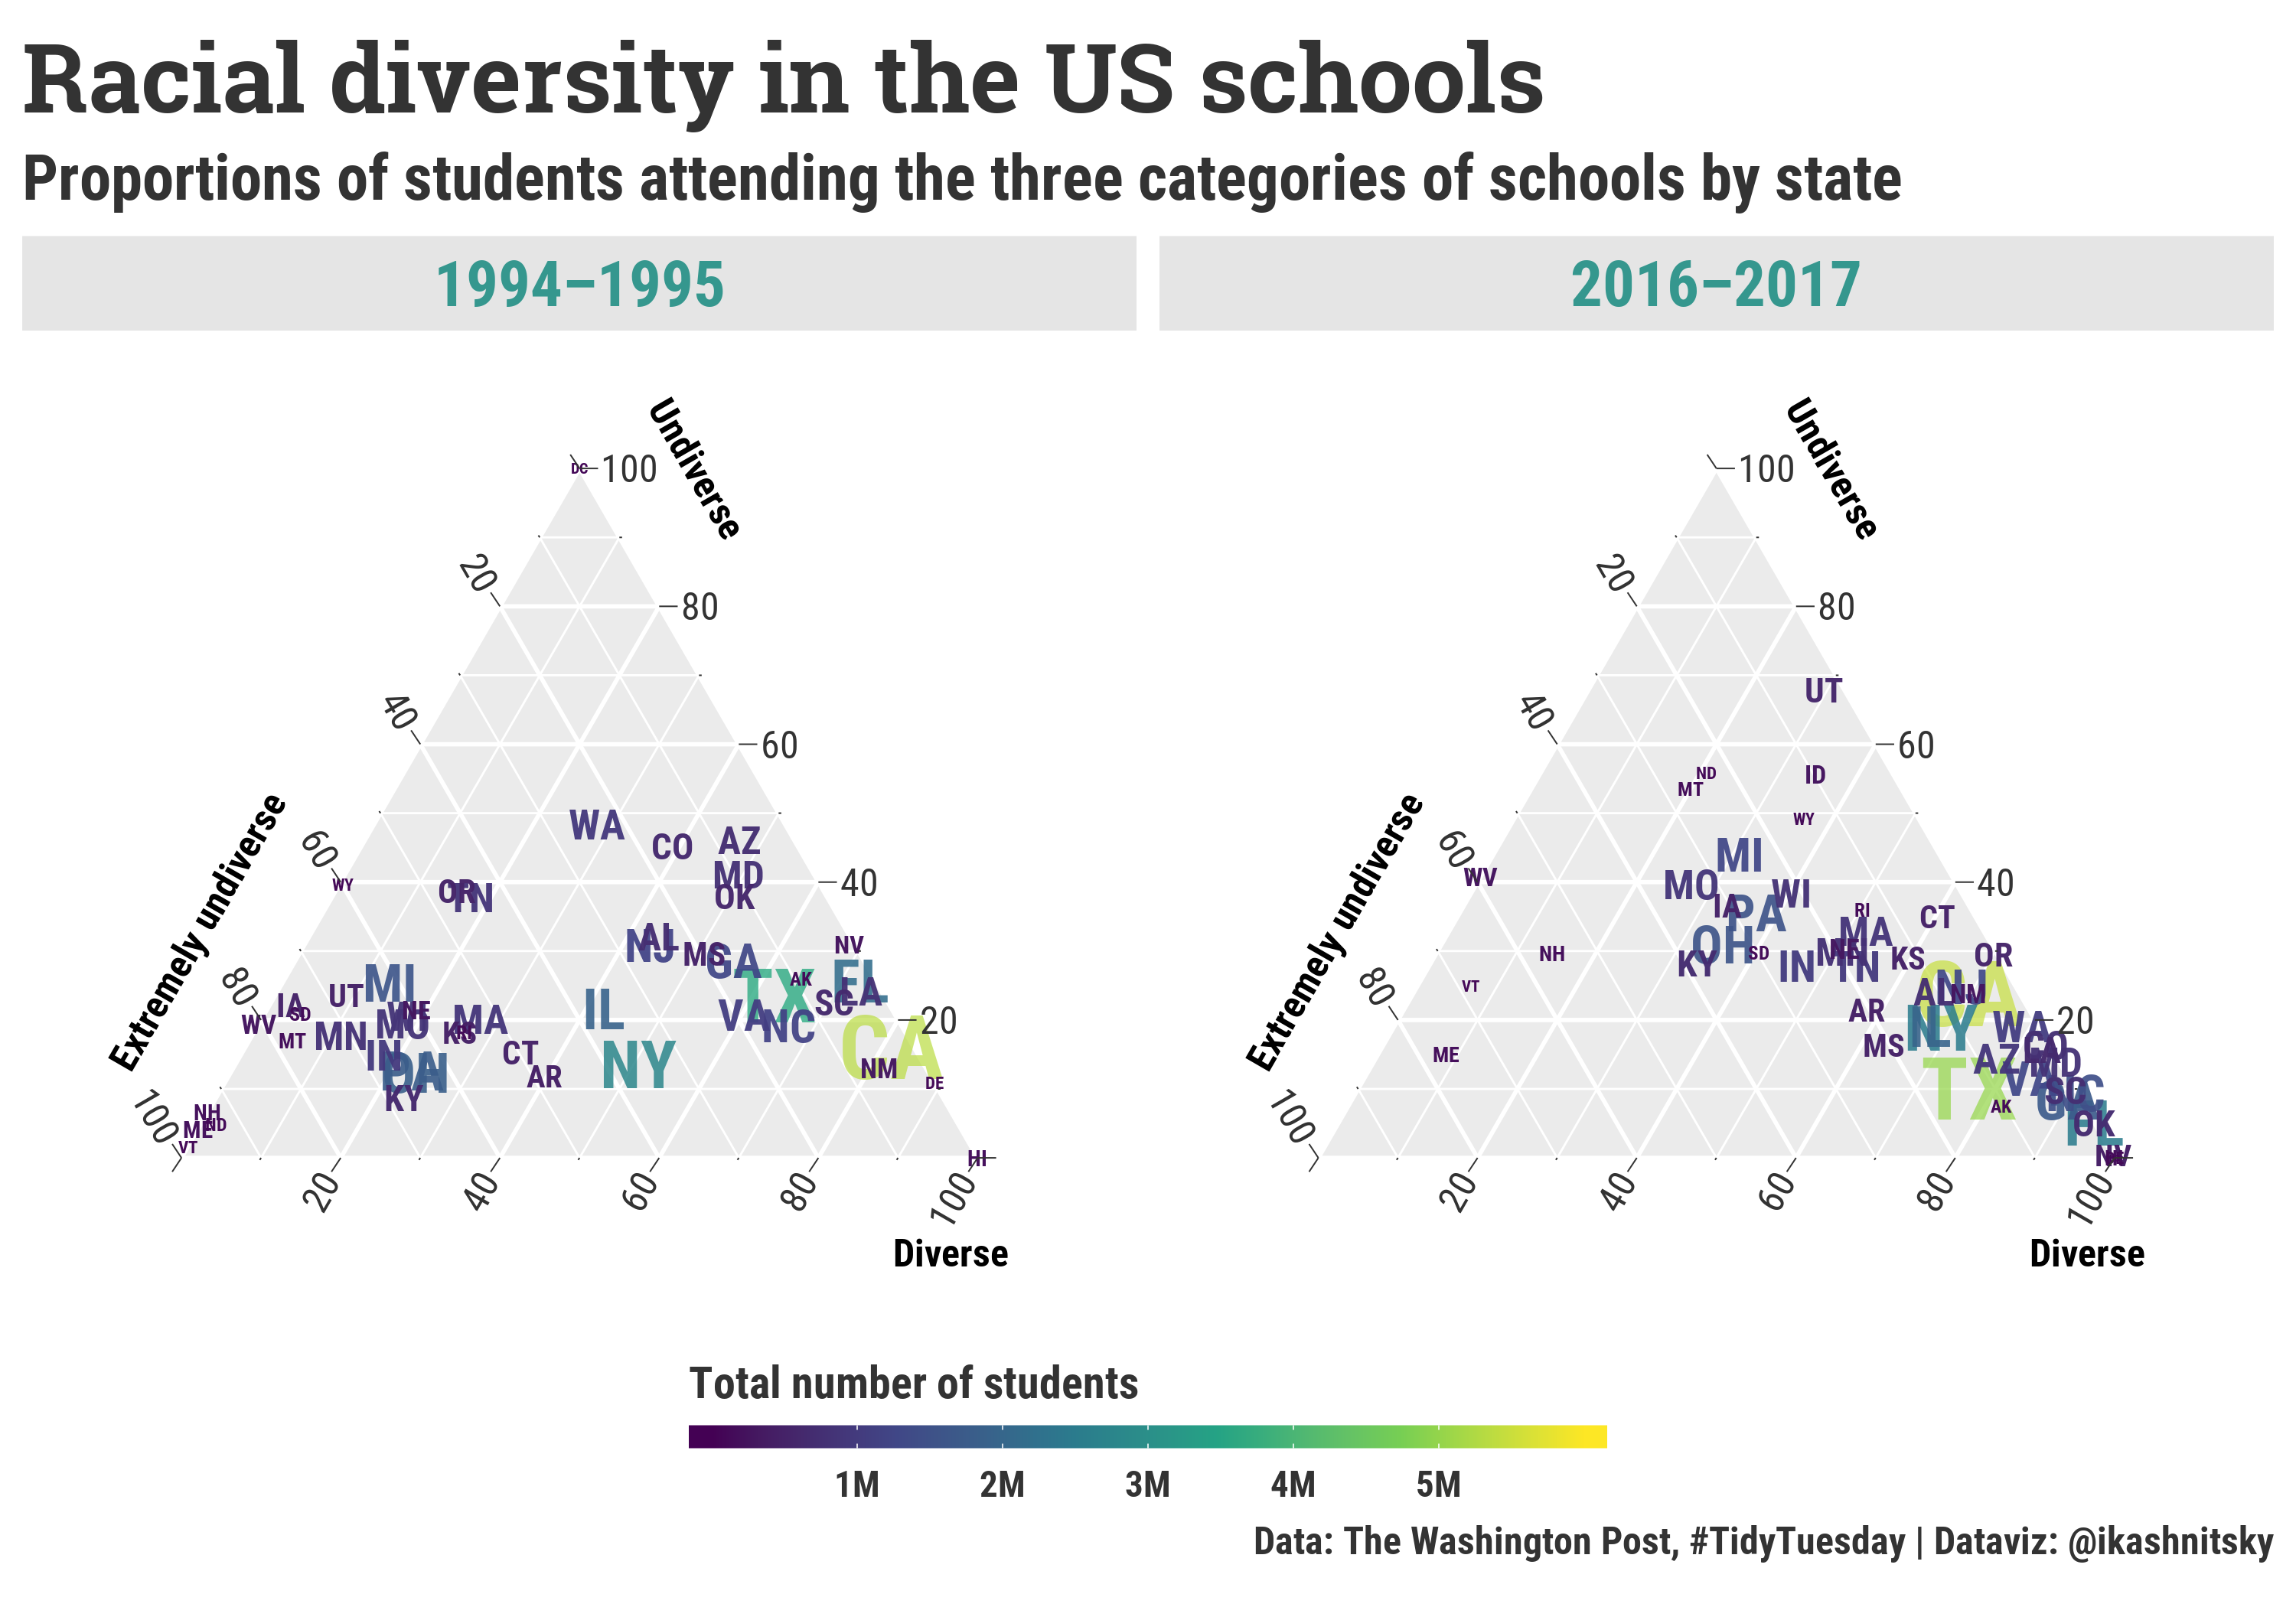 Racial diversity in the US schools
Proportions of students attending the three categories of schools by state
1994–1995
2016–2017
Undiverse
DC
100
20
80
40
60
WA
CO
AZ
MD
OK
60
WY
OR
TN
40
NJ
AL
MS
GA
NV
Extremely undiverse
80
MI
UT
IA
SD
WV
MT
MN
WI
NE
MO
MA
KS
RS
IL
TX
AK
FL
LA
SC
VA
NC
20
CA
IN
PA
CT
AR
NY
NM
DE
KY
100
NH
ND
ME
VT
HI
20
40
60
80
100
Diverse
Undiverse
100
20
80
UT
40
60
ND
MT
ID
WY
Extremely undiverse
60
WV
MI
MO
WI
40
IA
PA
RI
CT
OH
MA
NH
SD
KY
IN
NE
TN
KS
OR
80
VT
CA
AL
NJ
NM
AR
NY
WA
20
ME
MS
CO
AZ
MD
TX
VA
SC
AK
OK
FL
NV
100
20
40
60
80
100
Diverse
Total number of students
1M
2M
3M
4M
5M
Data: The Washington Post, #TidyTuesday | Dataviz: @ikashnitsky